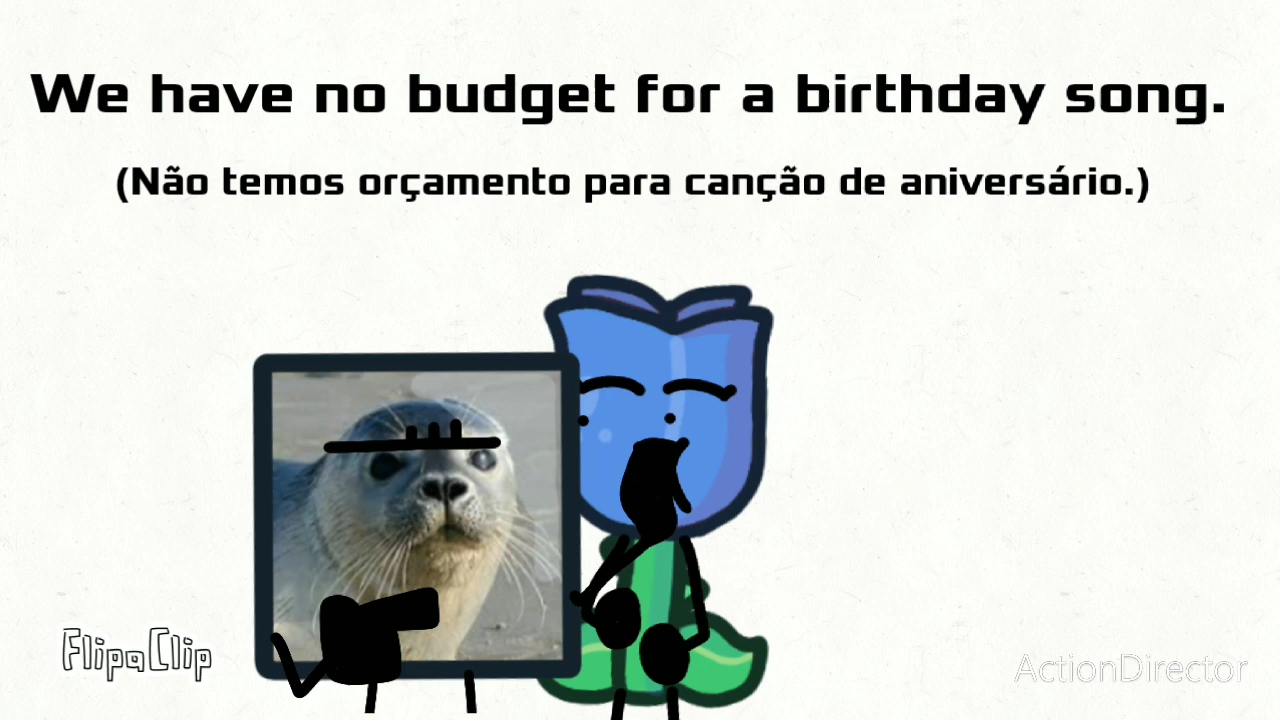 We have no budget for a birthday song.
(Não temos orçamento para canção de aniversário.)
FlipaClip
ActionDirector